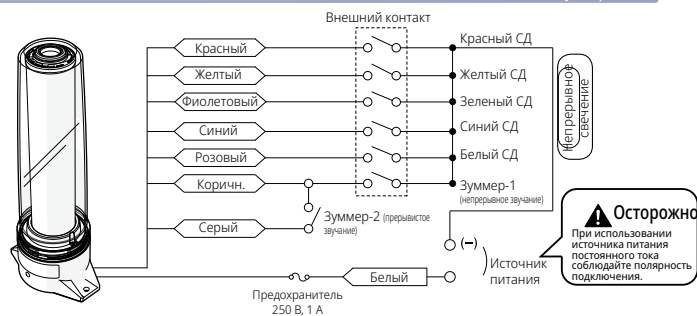 Внешний контакт
Красный
Красный СД
Желтый
Желтый СД
Фиолетовый
Зеленый СД
Синий
Синий СД
Розовый
Белый СД
Коричн.
Зуммер-1
(непрерывное звучание)
Непрерывное
свечение
Серый
Зуммер-2 (прерывистое
звучание)
(−)
Источник
питания
Белый
Предохранитель
250 В, 1 А
Осторожно
При использовании
источника питания
постоянного тока
соблюдайте полярность
подключения.